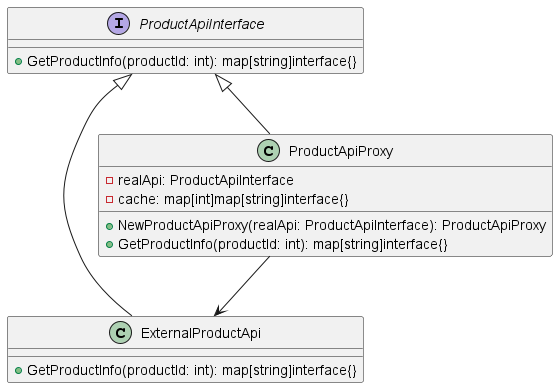 I ProductApiInterface
GetProductInfo(productId: int): map[string]interface{}
C ProductApiProxy
realApi: ProductApiInterface
cache: map[int]map[string]interface{}
NewProductApiProxy(realApi: ProductApiInterface): ProductApiProxy
GetProductInfo(productId: int): map[string]interface{}
C ExternalProductApi
GetProductInfo(productId: int): map[string]interface{}